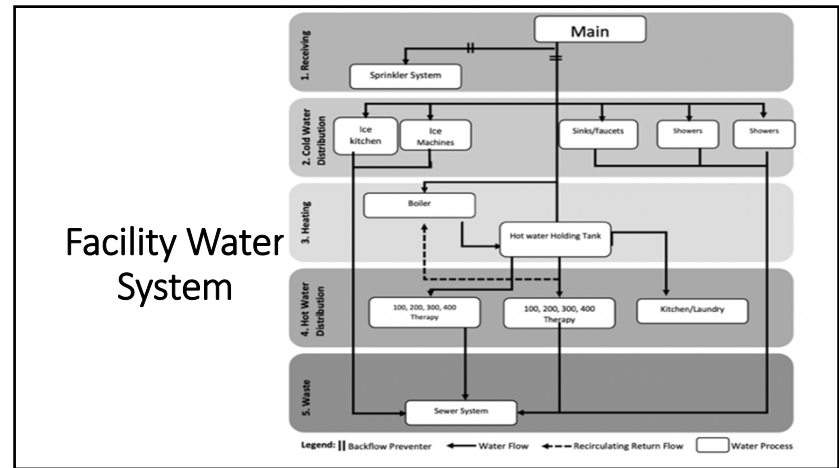 Facility Water
System
1. Receiving
Main
Sprinkler System
2. Cold Water
Distribution
Ice
kitchen
Ice
Machines
Sinks/faucets
Showers
Showers
3. Heating
Boiler
Hot water Holding Tank
4. Hot Water
Distribution
100, 200, 300, 400
Therapy
100, 200, 300, 400
Therapy
Kitchen/Laundry
5. Waste
Sewer System
Legend: Backflow Preventer Water Flow Recirculating Return Flow Water Process